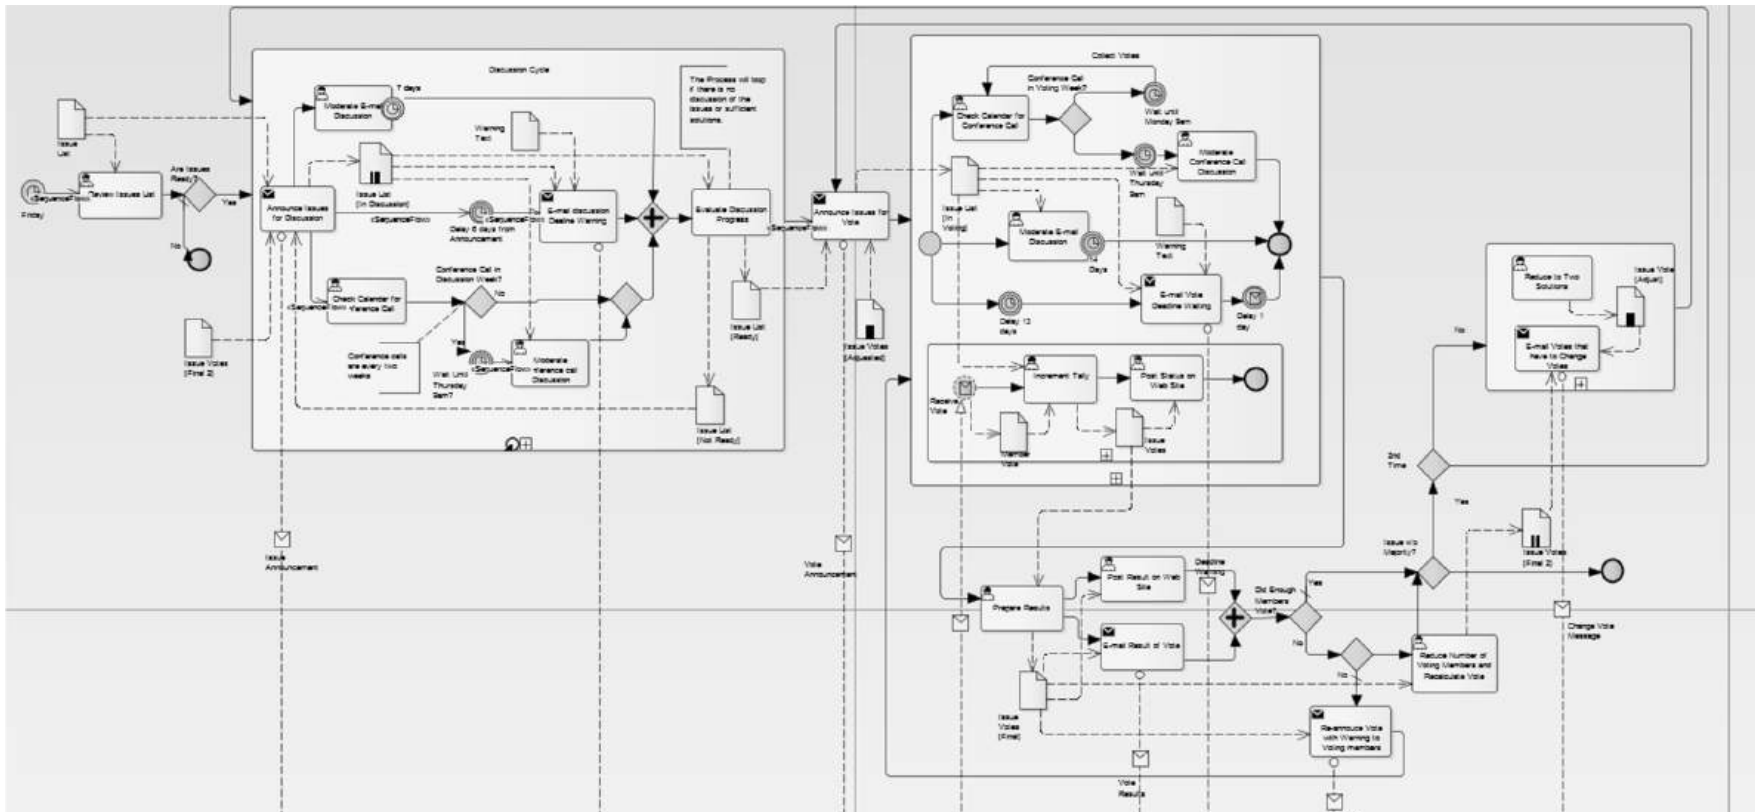 Issue
List
Friday
Review Issues List
<SequenceFlow>
Are Issues
Ready?
Yes
No
Issue Votes
[Final 2]
Discussion Cycle
Moderate E-mail
Discussion
7 days
Announce Issues
for Discussion
Issue List
[In Discussion]
Warning
Text
The Process will loop
if there is no
discussion of the
issues or sufficient
solutions.
<SequenceFlow>
Delay 6 days from
Announcement
<SequenceFlow>
E-mail discussion
Evaluate Discussion
Progress
<SequenceFlow>
Check Calendar for
Conference Call in
Discussion Week?
No
Yes
Conference calls
are every two
weeks
Wait Until
Thursday
9am?
<SequenceFlow>
Moderate
Discussion
Issue List
[Ready]
Issue List
[Not Ready]
<SequenceFlow>
Announce Issues for
Vote
Issue Votes
[Adjusted]
Issue
Announcement
Vote
Announcement
Collect Votes
Conference Call
in Voting Week?
Check Calendar for
Conference Call
Wait until
Monday 9am
Wait until
Thursday
9am
Moderate
Conference Call
Discussion
Issue List
[In
Voting]
Moderate E-mail
Discussion
Days
Warning
Text
Delay 13
days
E-mail Vote
Delay 1
day
Receive
Vote
Increment Tally
Post Status on
Web Site
Member
Vote
Issue
Votes
Prepare Results
Post Result on Web
Site
E-mail Result of Vote
Deadline
Warning
Issue
Votes
[Final]
Vote
Results
Did Enough
Members
Vote?
Yes
No
No
Reduce Number of
Voting Members and
Recalculate Vote
Re-annouce Vote
with Warning to
Voting members
Issue w/o
Majority?
Yes
2nd
Time
No
Issue Votes
[Final 2]
Reduce to Two
Solutions
Issue Vote
[Adjust]
E-mail Votes that
have to Change
Votes
Change Vote
Message